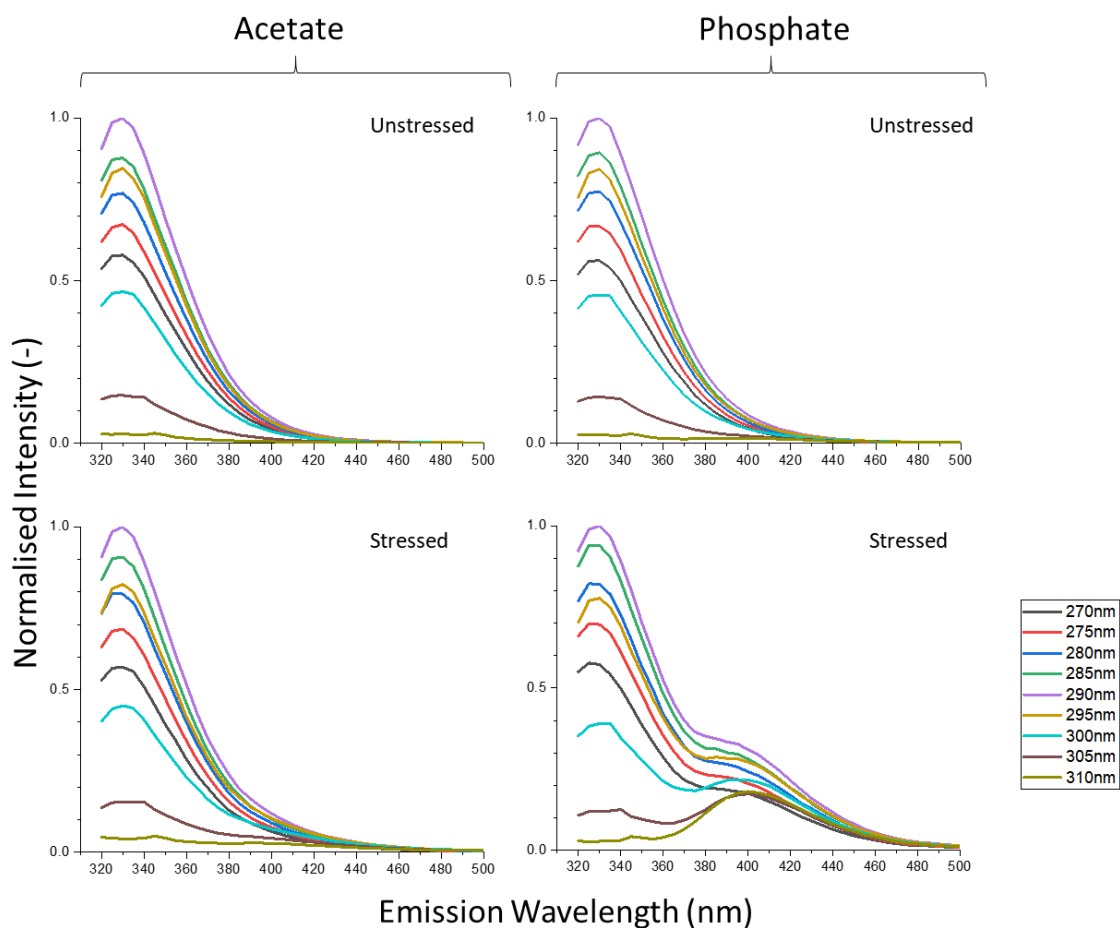 Acetate
Phosphate
Unstressed
1.0
0.5
0.0
320 340 360 380 400 420 440 460 480 500
Unstressed
1.0
0.5
0.0
320 340 360 380 400 420 440 460 480 500
Normalised Intensity (-)
Stressed
1.0
0.5
0.0
320 340 360 380 400 420 440 460 480 500
Stressed
1.0
0.5
0.0
320 340 360 380 400 420 440 460 480 500
270nm
275nm
280nm
285nm
290nm
295nm
300nm
305nm
310nm
Emission Wavelength (nm)